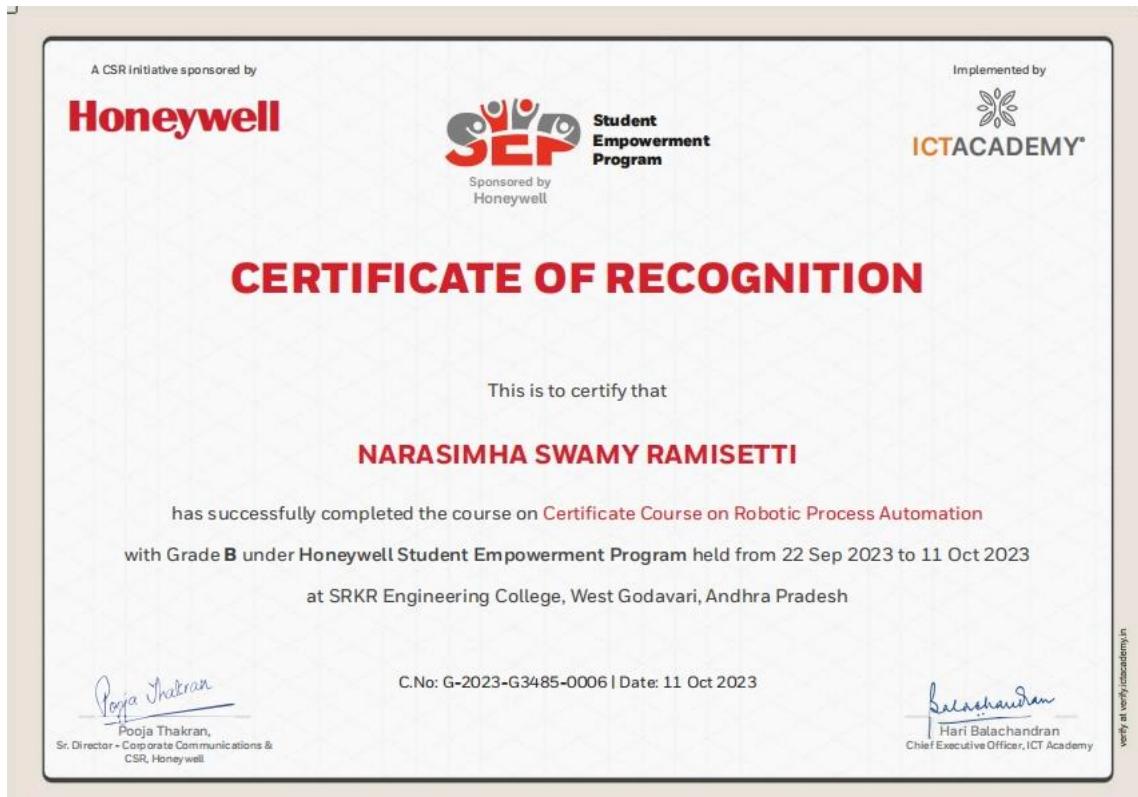 A CSR initiative sponsored by
Honeywell
SEP
Student
Empowerment
Program
Sponsored by
Honeywell
Implemented by
ICTACADEMY®
CERTIFICATE OF RECOGNITION
This is to certify that
NARASIMHA SWAMY RAMISETTI
has successfully completed the course on Certificate Course on Robotic Process Automation
with Grade B under Honeywell Student Empowerment Program held from 22 Sep 2023 to 11 Oct 2023
at SRKR Engineering College, West Godavari, Andhra Pradesh
C.No: G-2023-G3485-0006 | Date: 11 Oct 2023
Pooja Thakran
Pooja Thakran,
Sr. Director - Corporate Communications &
CSR, Honeywell
Balachandran
Hari Balachandran
Chief Executive Officer, ICT Academy
verify at verify.ictacademy.in